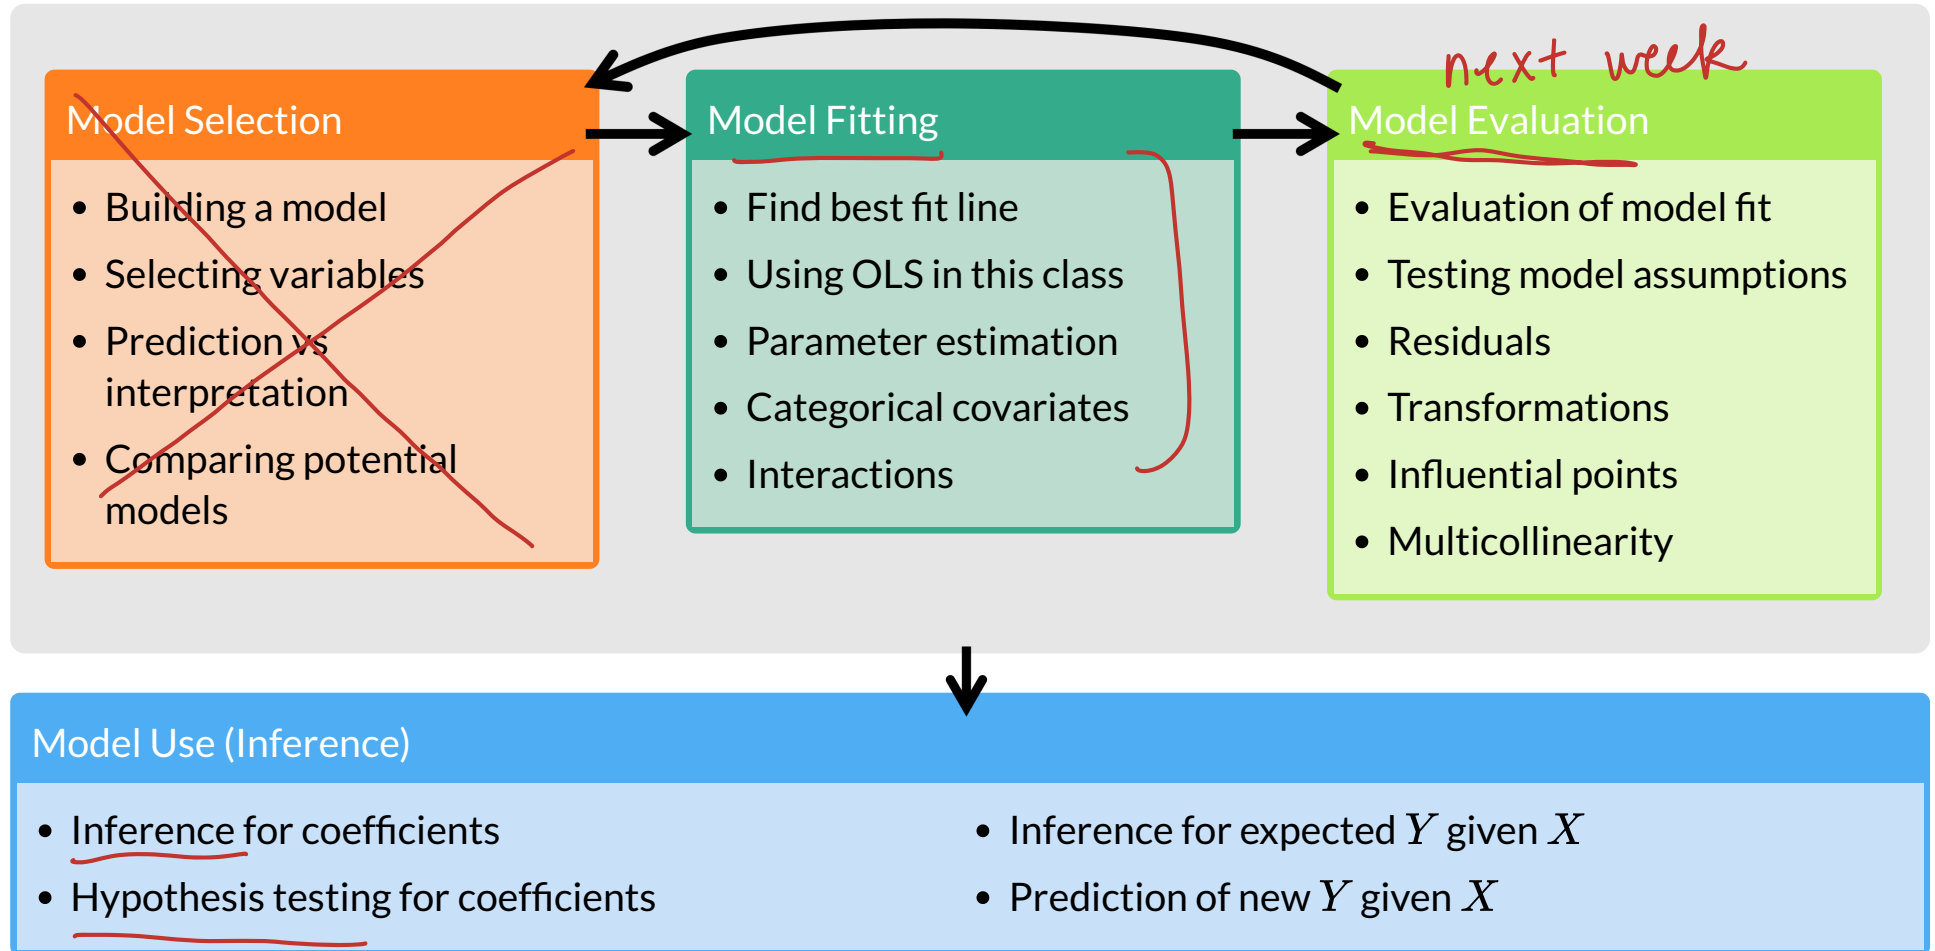 next week
Model Selection
• Building a model
• Selecting variables
• Prediction vs
interpretation
• Comparing potential
models
Model Fitting
• Find best fit line
• Using OLS in this class
• Parameter estimation
• Categorical covariates
• Interactions
Model Evaluation
• Evaluation of model fit
• Testing model assumptions
• Residuals
• Transformations
• Influential points
• Multicollinearity
Model Use (Inference)
• Inference for coefficients
• Hypothesis testing for coefficients
• Inference for expected Y given X
• Prediction of new Y given X